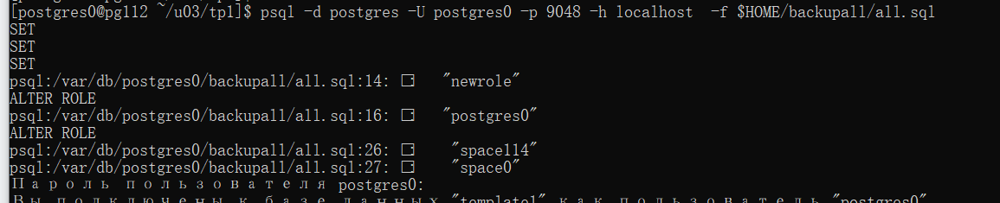 [postgres0@pg112 ~/u03/tp1]$ psql -d postgres -U postgres0 -p 9048 -h localhost  -f $HOME/backupall/all.sql
SET
SET
SET
psql:/var/db/postgres0/backupall/all.sql:14: "newrole"
ALTER ROLE
psql:/var/db/postgres0/backupall/all.sql:16: "postgres0"
ALTER ROLE
psql:/var/db/postgres0/backupall/all.sql:26: "space114"
psql:/var/db/postgres0/backupall/all.sql:27: "space0"
Пароль пользователя postgres0:
Вы подключены к базе данных "template1" как пользователь "postgres0"